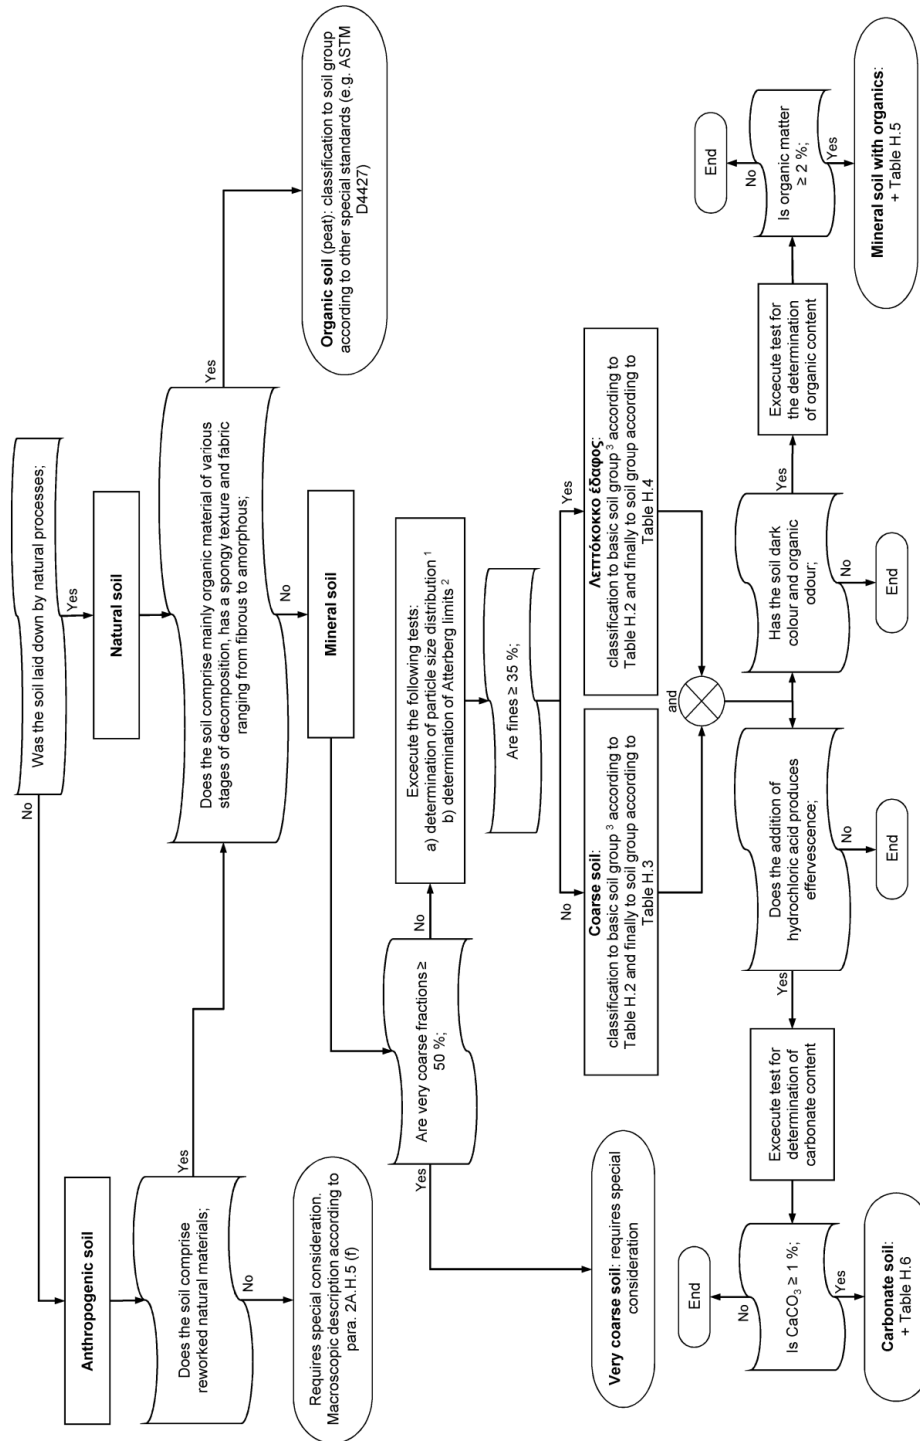 Was the soil laid down by natural processes;
No
Yes
Anthropogenic soil
Natural soil
Does the soil comprise
reworked natural materials;
Yes
No
Requires special consideration.
Macroscopic description according to
para. 2A.H.5 (f)
Does the soil comprise mainly organic material of various
stages of decomposition, has a spongy texture and fabric
ranging from fibrous to amorphous;
Yes
No
Organic soil (peat): classification to soil group
according to other special standards (e.g. ASTM
D4427)
Mineral soil
Are very coarse fractions ≥
50 %;
Yes
No
Very coarse soil: requires special
consideration
Excecute the following tests:
a) determination of particle size distribution 1
b) determination of Atterberg limits 2
Are fines ≥ 35 %;
No
Yes
Coarse soil:
classification to basic soil group 3 according to
Table H.2 and finally to soil group according to
Table H.3
Λεπτόκοκκο έδαφος:
classification to basic soil group 3 according to
Table H.2 and finally to soil group according to
Table H.4
and
Does the addition of
hydrochloric acid produces
effervescence;
Yes
No
End
Has the soil dark
colour and organic
odour;
Yes
No
End
Excecute test for
determination of
carbonate content
Excecute test for
the determination
of organic content
Is CaCO3 ≥ 1 %;
No
Yes
End
Carbonate soil:
+ Table H.6
Is organic matter
≥ 2 %;
No
Yes
End
Mineral soil with organics:
+ Table H.5